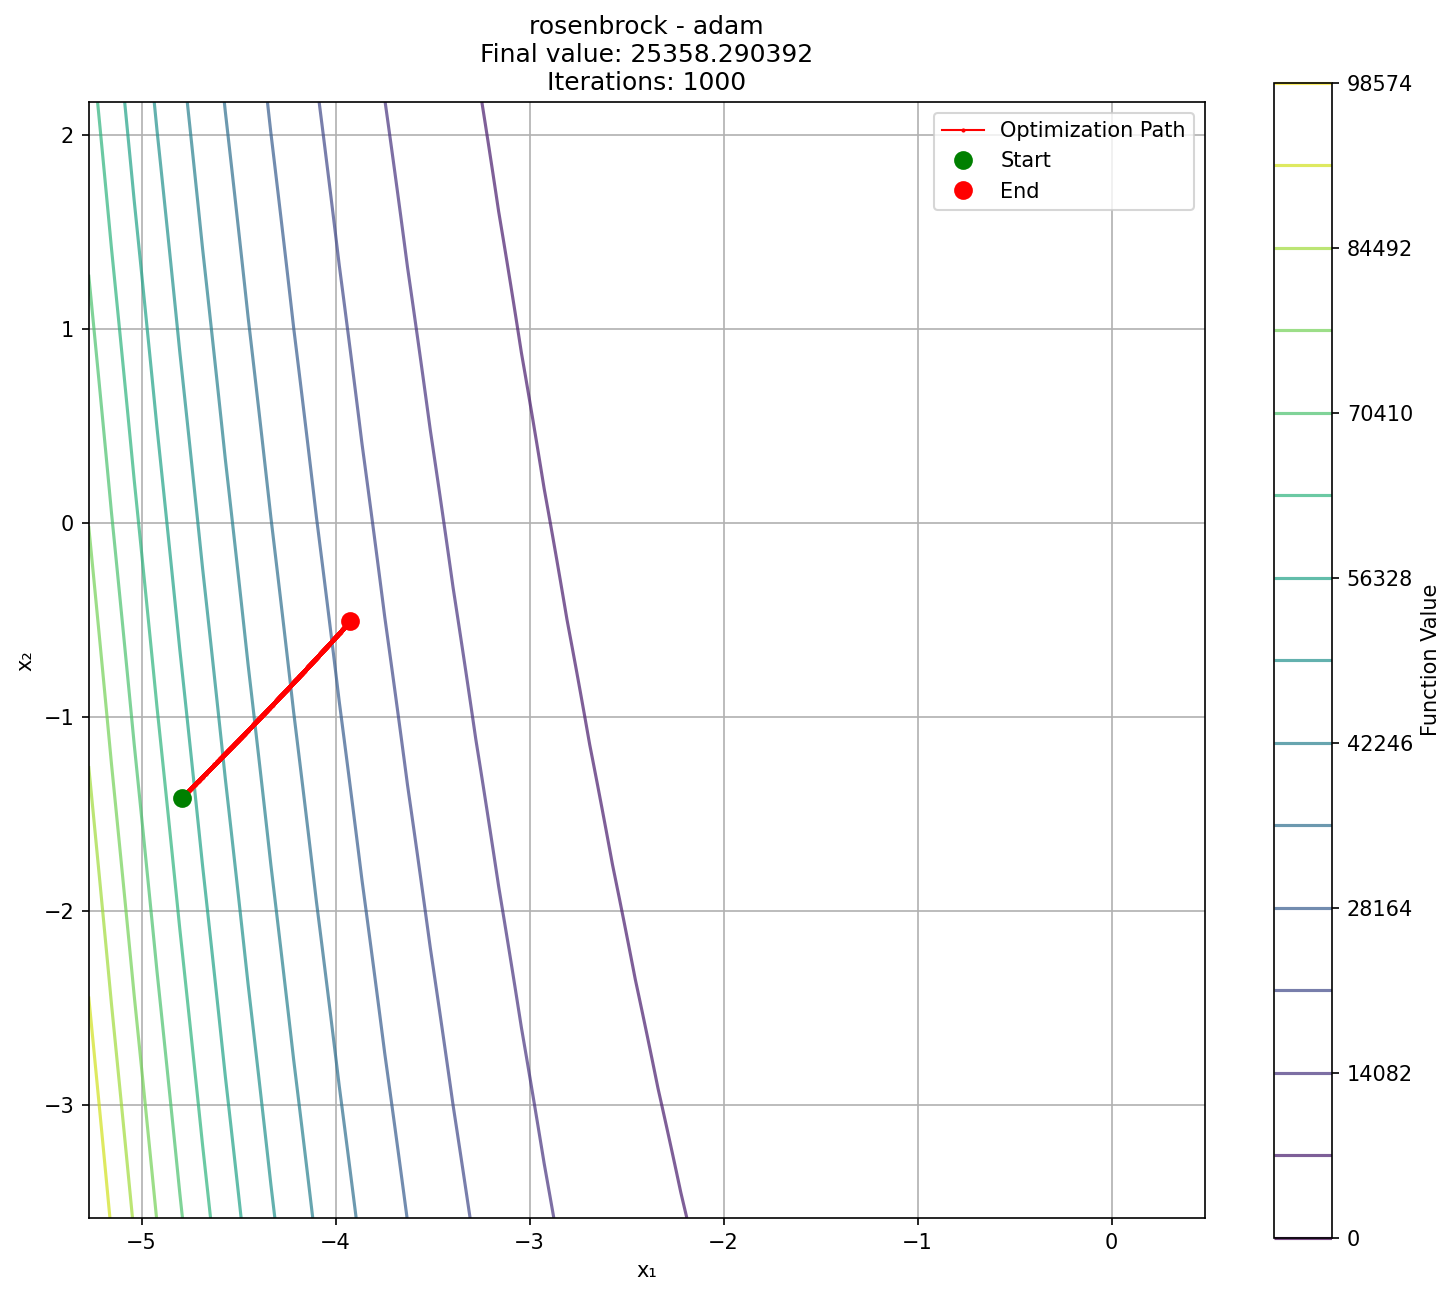 rosenbrock - adam
Final value: 25358.290392
Iterations: 1000
Optimization Path
Start
End
2
1
0
−1
−2
−3
x₂
−5
−4
−3
−2
−1
0
x₁
98574
84492
70410
56328
42246
28164
14082
0
Function Value